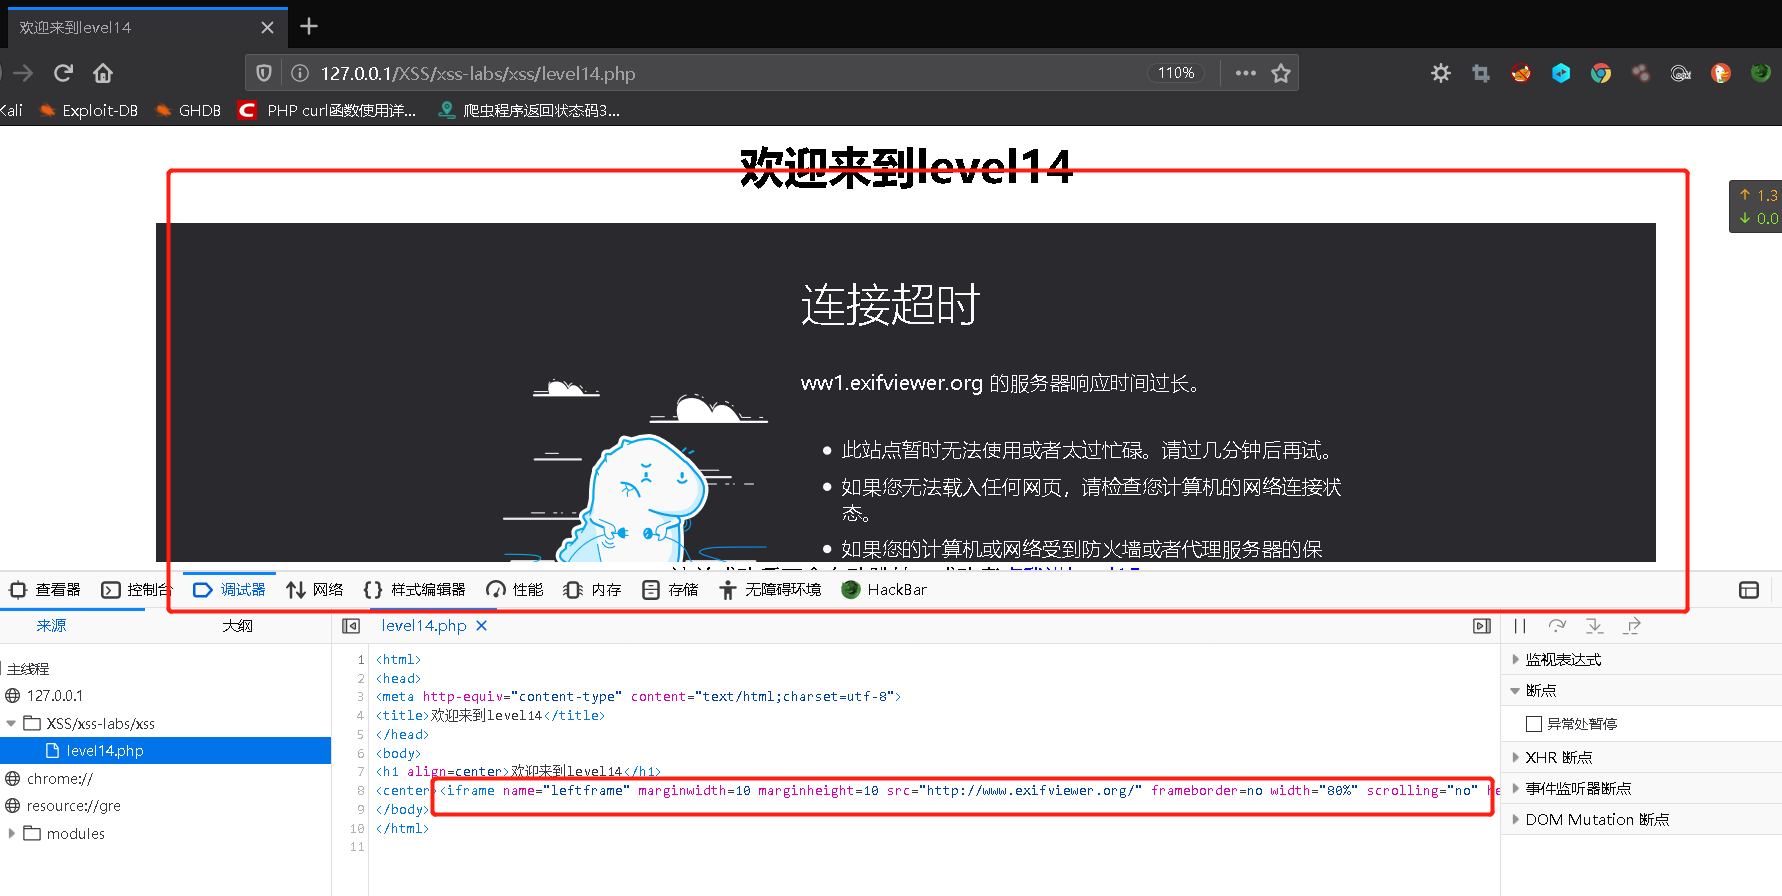 欢迎来到level14
127.0.0.1/XSS/xss-labs/xss/level14.php
110%
Kali
Exploit-DB
GHDB
PHP curl函数使用详...
爬虫程序返回状态码3...
欢迎来到level14
1.3
0.0
连接超时
ww1.exifviewer.org 的服务器响应时间过长。
此站点暂时无法使用或者太过忙碌。请过几分钟后再试。
如果您无法载入任何网页，请检查您计算机的网络连接状
态。
如果您的计算机或网络受到防火墙或者代理服务器的保
查看器
控制台
调试器
网络
样式编辑器
性能
内存
存储
无障碍环境
HackBar
来源
大纲
level14.php
主线程
127.0.0.1
XSS/xss-labs/xss
level14.php
chrome://
resource://gre
modules
1 <html>
2 <head>
3 <meta http-equiv="content-type" content="text/html;charset=utf-8">
4 <title>欢迎来到level14</title>
5 </head>
6 <body>
7 <h1 align=center>欢迎来到level14</h1>
8 <center><iframe name="leftframe" marginwidth=10 marginheight=10 src="http://www.exifviewer.org/" frameborder=no width="80%" scrolling="no" he
9 </body>
10 </html>
11
监视表达式
断点
异常处暂停
XHR 断点
事件监听器断点
DOM Mutation 断点